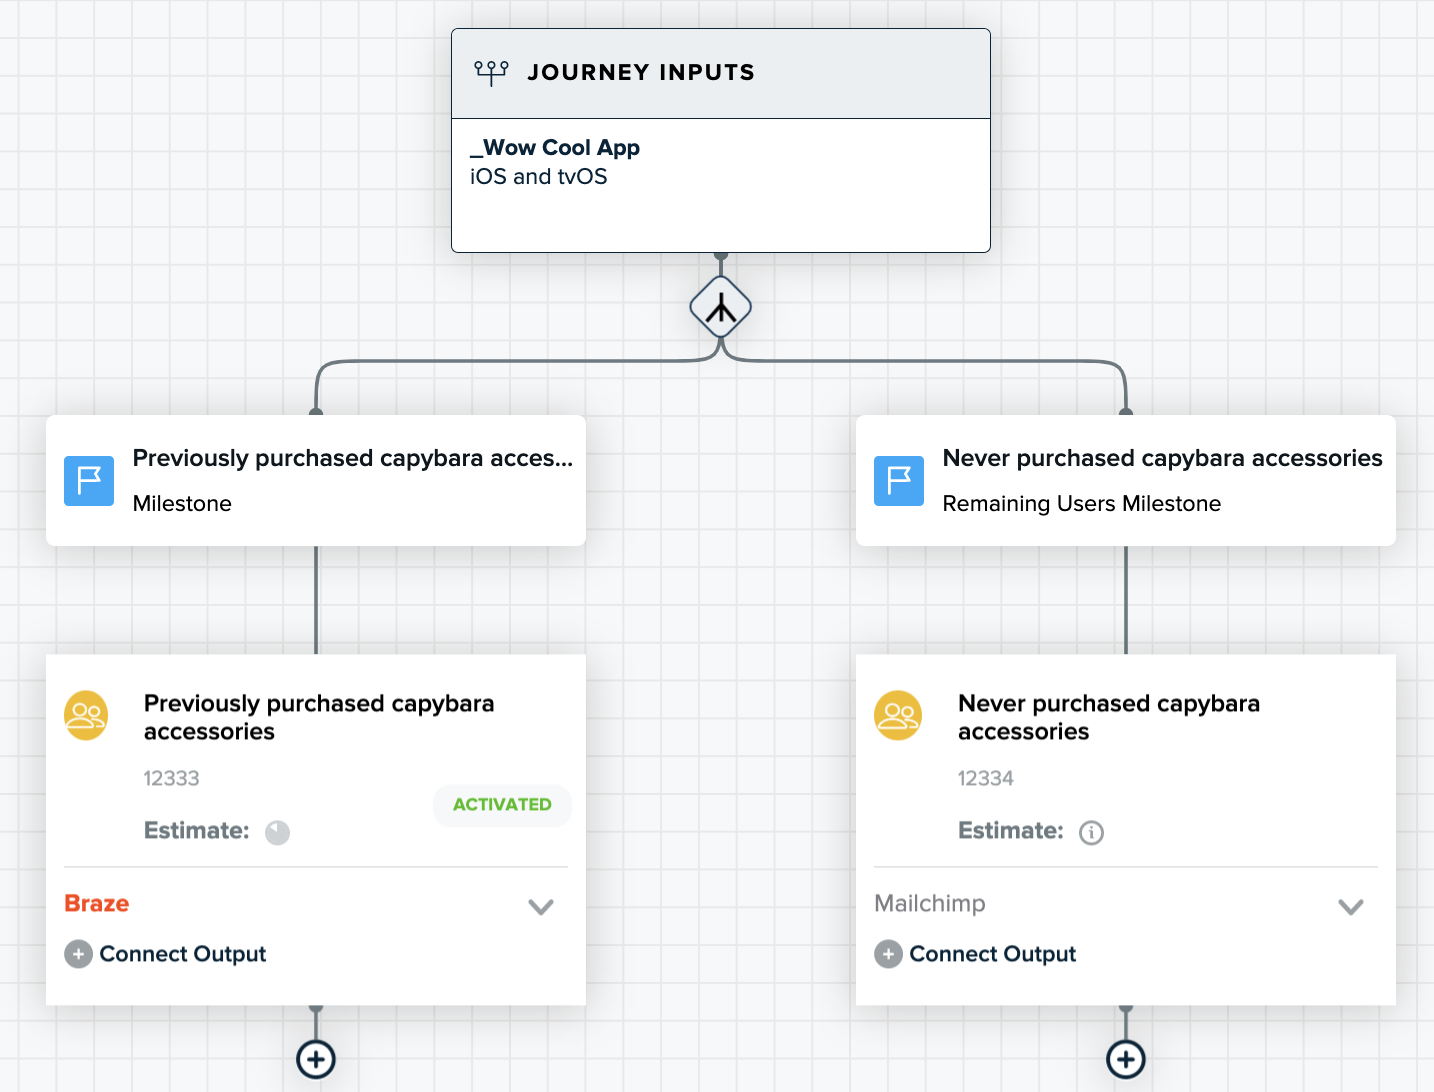 JOURNEY INPUTS
_Wow Cool App
iOS and tvOS
Previously purchased capybara acces...
Milestone
Never purchased capybara accessories
Remaining Users Milestone
Previously purchased capybara
accessories
12333
ACTIVATED
Estimate:
Braze
Connect Output
Never purchased capybara
accessories
12334
Estimate:
Mailchimp
Connect Output